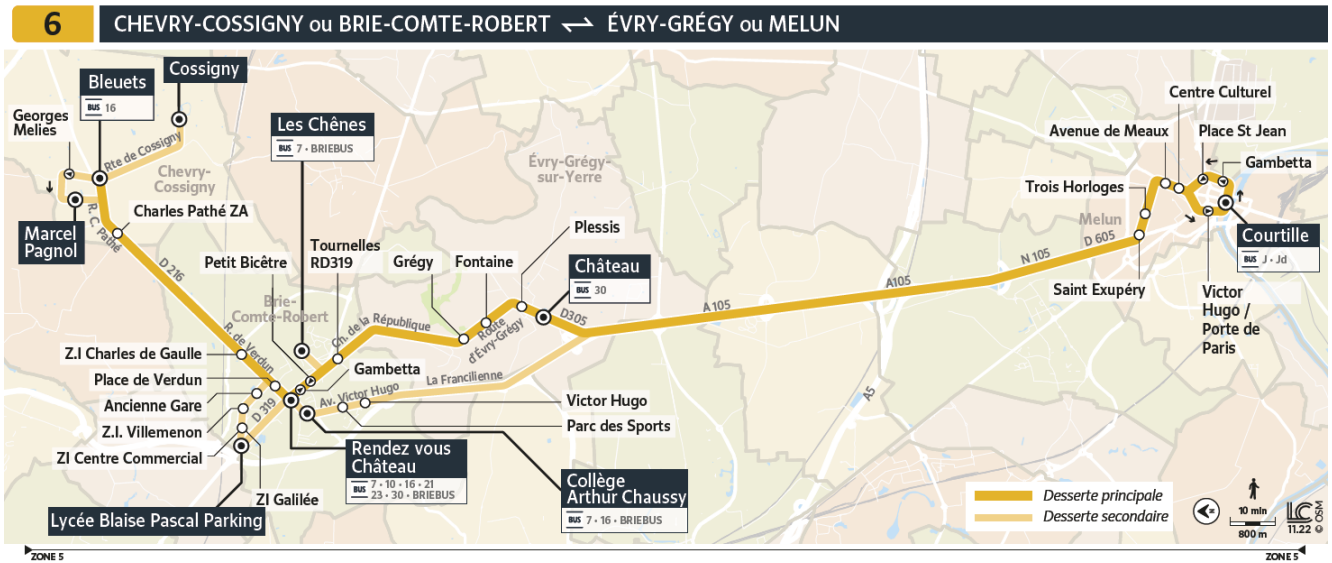 6
CHEVRY-COSSIGNY ou BRIE-COMTE-ROBERT ⇌ ÉVRY-GRÉGY ou MELUN
Cossigny
Bleuets
BUS 16
Georges
Melies
Rte de Cossigny
Chevry-
Cossigny
Les Chênes
BUS 7 • BRIEBUS
Évry-Grégy-
sur-Yerre
Centre Culturel
Avenue de Meaux
Place St Jean
Gambetta
Trois Horloges
Melun
Marcel
Pagnol
R. C. Pathé
Charles Pathé ZA
D 216
Petit Bicêtre
Tournelles
RD319
Grégy
Fontaine
Plessis
Château
BUS 30
Courtille
BUS J • Jd
D 605
N 105
A105
A 105
Saint Exupéry
Victor
Hugo /
Porte de
Paris
Brie-
Comte-Robert
R. de Verdun
Ch. de la République
Route
d'Évry-Grégy
D305
Z.I Charles de Gaulle
Place de Verdun
Ancienne Gare
Z.I. Villemenon
ZI Centre Commercial
D 319
Gambetta
Av. Victor Hugo
La Francilienne
Victor Hugo
Parc des Sports
A5
ZI Galilée
Lycée Blaise Pascal Parking
Rendez vous
Château
BUS 7 • 10 • 16 • 21
23 • 30 • BRIEBUS
Collège
Arthur Chaussy
BUS 7 • 16 • BRIEBUS
Desserte principale
Desserte secondaire
N
10 min
800 m
LC
11.22
© OSM
ZONE 5
ZONE 5